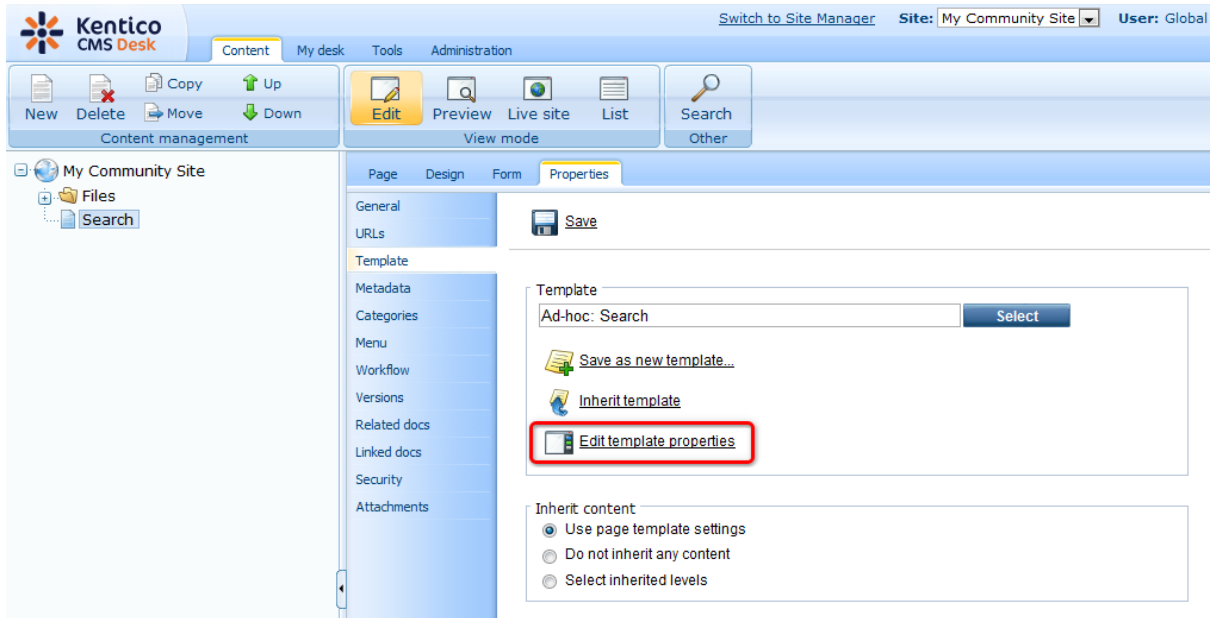 Kentico
CMS Desk
Switch to Site Manager Site: My Community Site User: Global
Content My desk Tools Administration
New Delete Copy Move Up Down
Content management
Edit Preview Live site List
View mode
Search
Other
My Community Site
Files
Search
Page Design Form Properties
General
URLs
Template
Metadata
Categories
Menu
Workflow
Versions
Related docs
Linked docs
Security
Attachments
Save
Template
Ad-hoc: Search Select
Save as new template...
Inherit template
Edit template properties
Inherit content
Use page template settings
Do not inherit any content
Select inherited levels